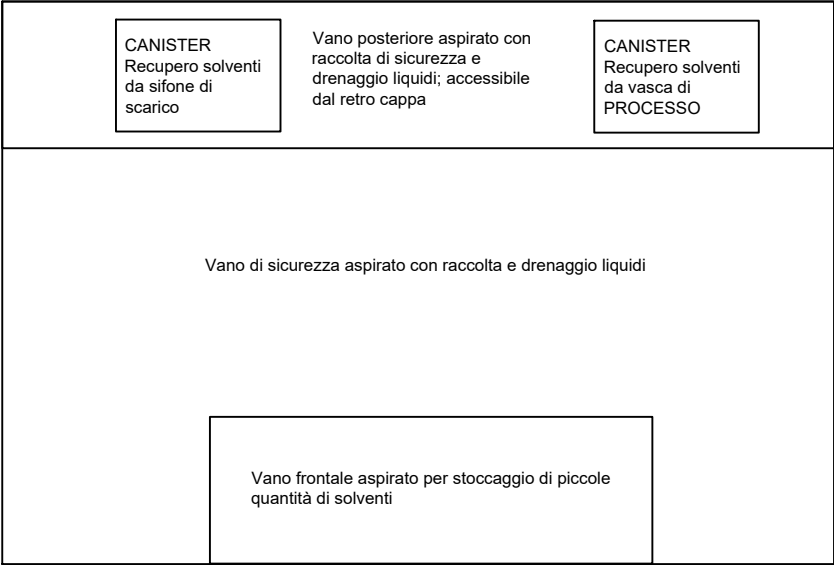 CANISTER
Recupero solventi
da sifone di
scarico
Vano posteriore aspirato con
raccolta di sicurezza e
drenaggio liquidi; accessibile
dal retro cappa
CANISTER
Recupero solventi
da vasca di
PROCESSO
Vano di sicurezza aspirato con raccolta e drenaggio liquidi
Vano frontale aspirato per stoccaggio di piccole
quantità di solventi